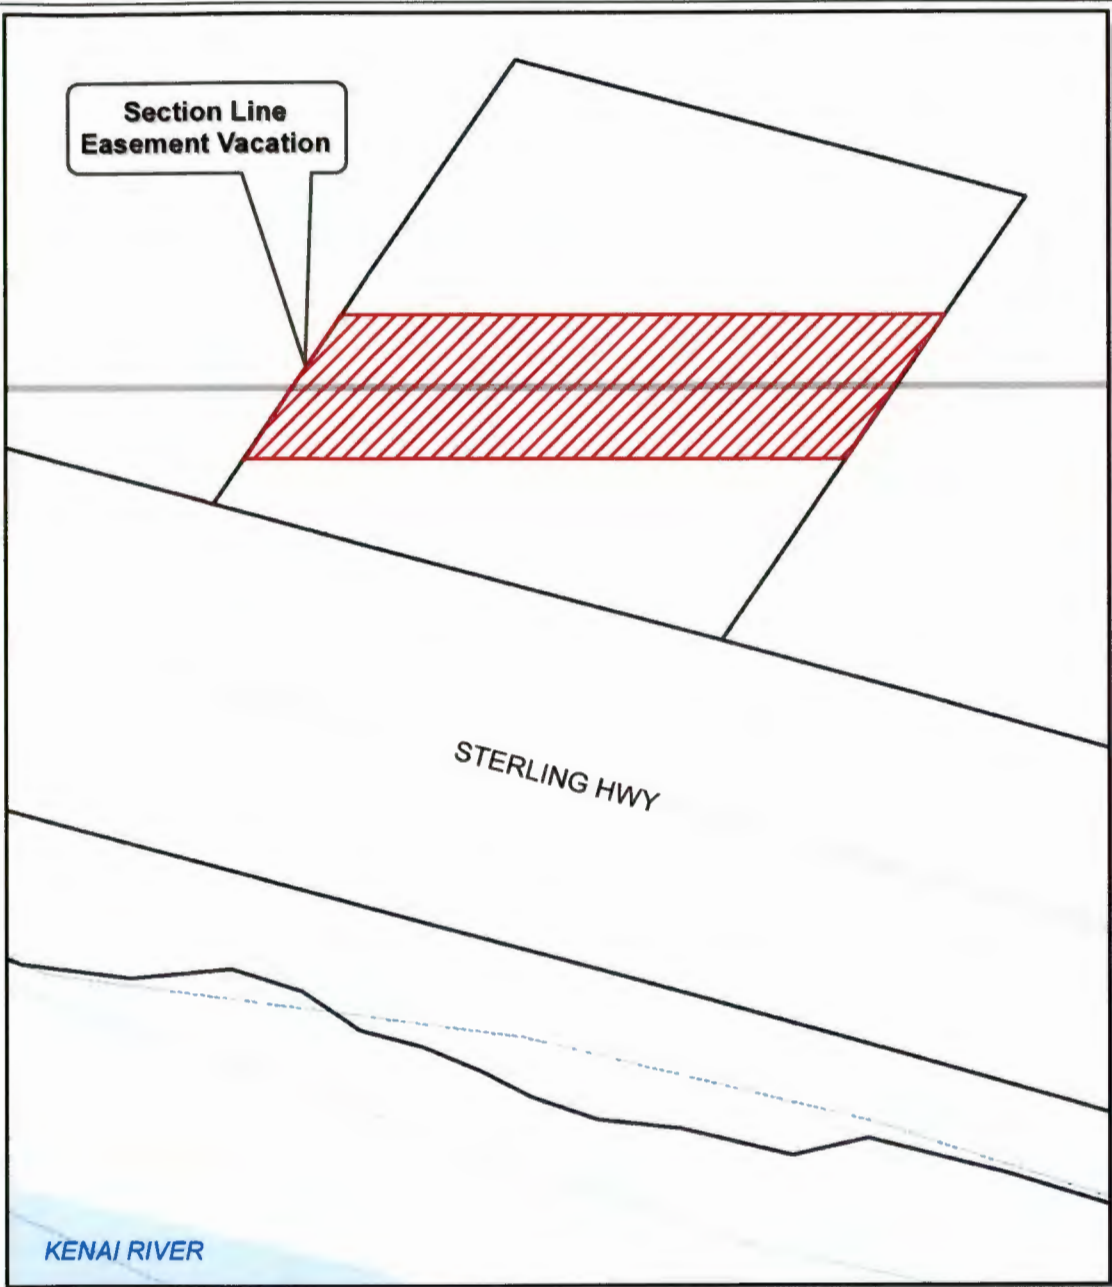 Section Line
Easement Vacation
STERLING HWY
KENAI RIVER